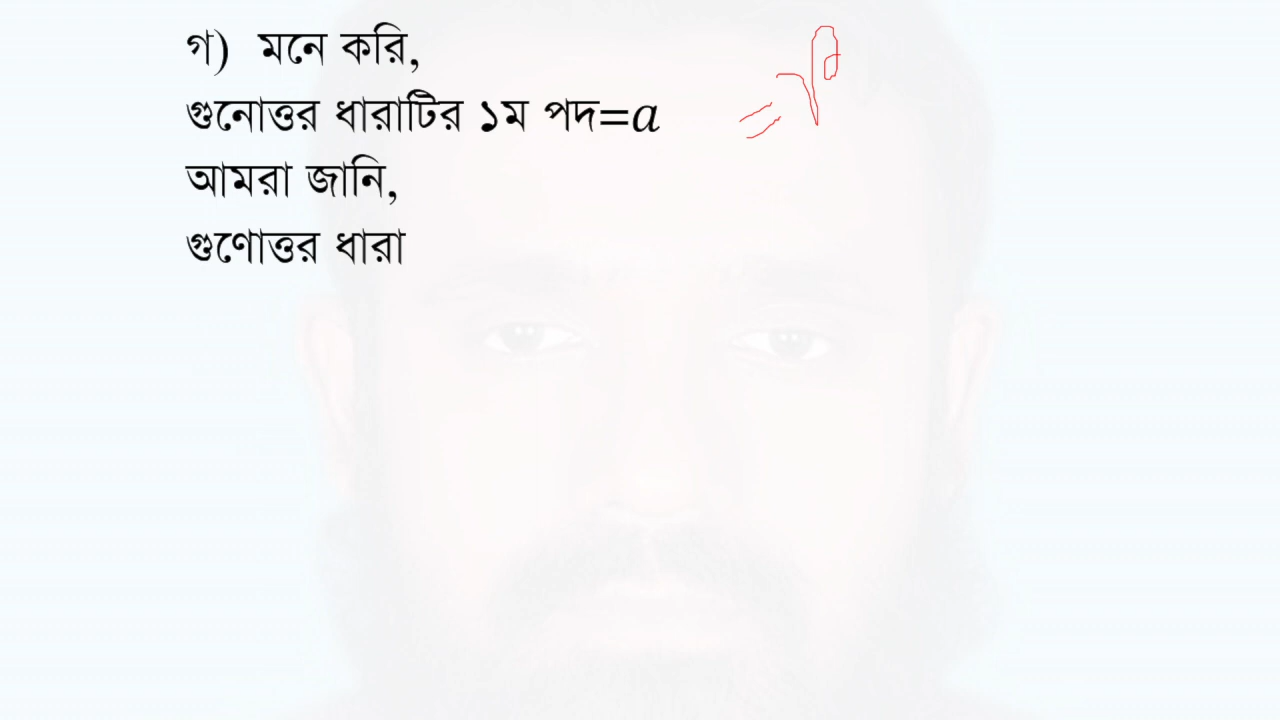 গ) মনে করি,
গুনোত্তর ধারাটির ১ম পদ=a
আমরা জানি,
গুণোত্তর ধারা